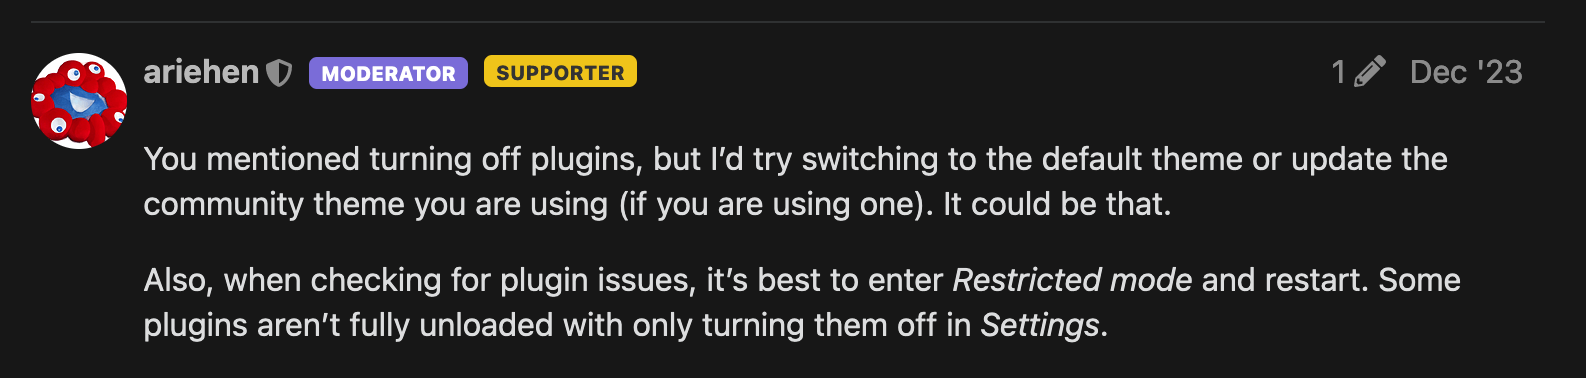 ariehen MODERATOR SUPPORTER 1 Dec '23
You mentioned turning off plugins, but I’d try switching to the default theme or update the
community theme you are using (if you are using one). It could be that.
Also, when checking for plugin issues, it’s best to enter Restricted mode and restart. Some
plugins aren’t fully unloaded with only turning them off in Settings.